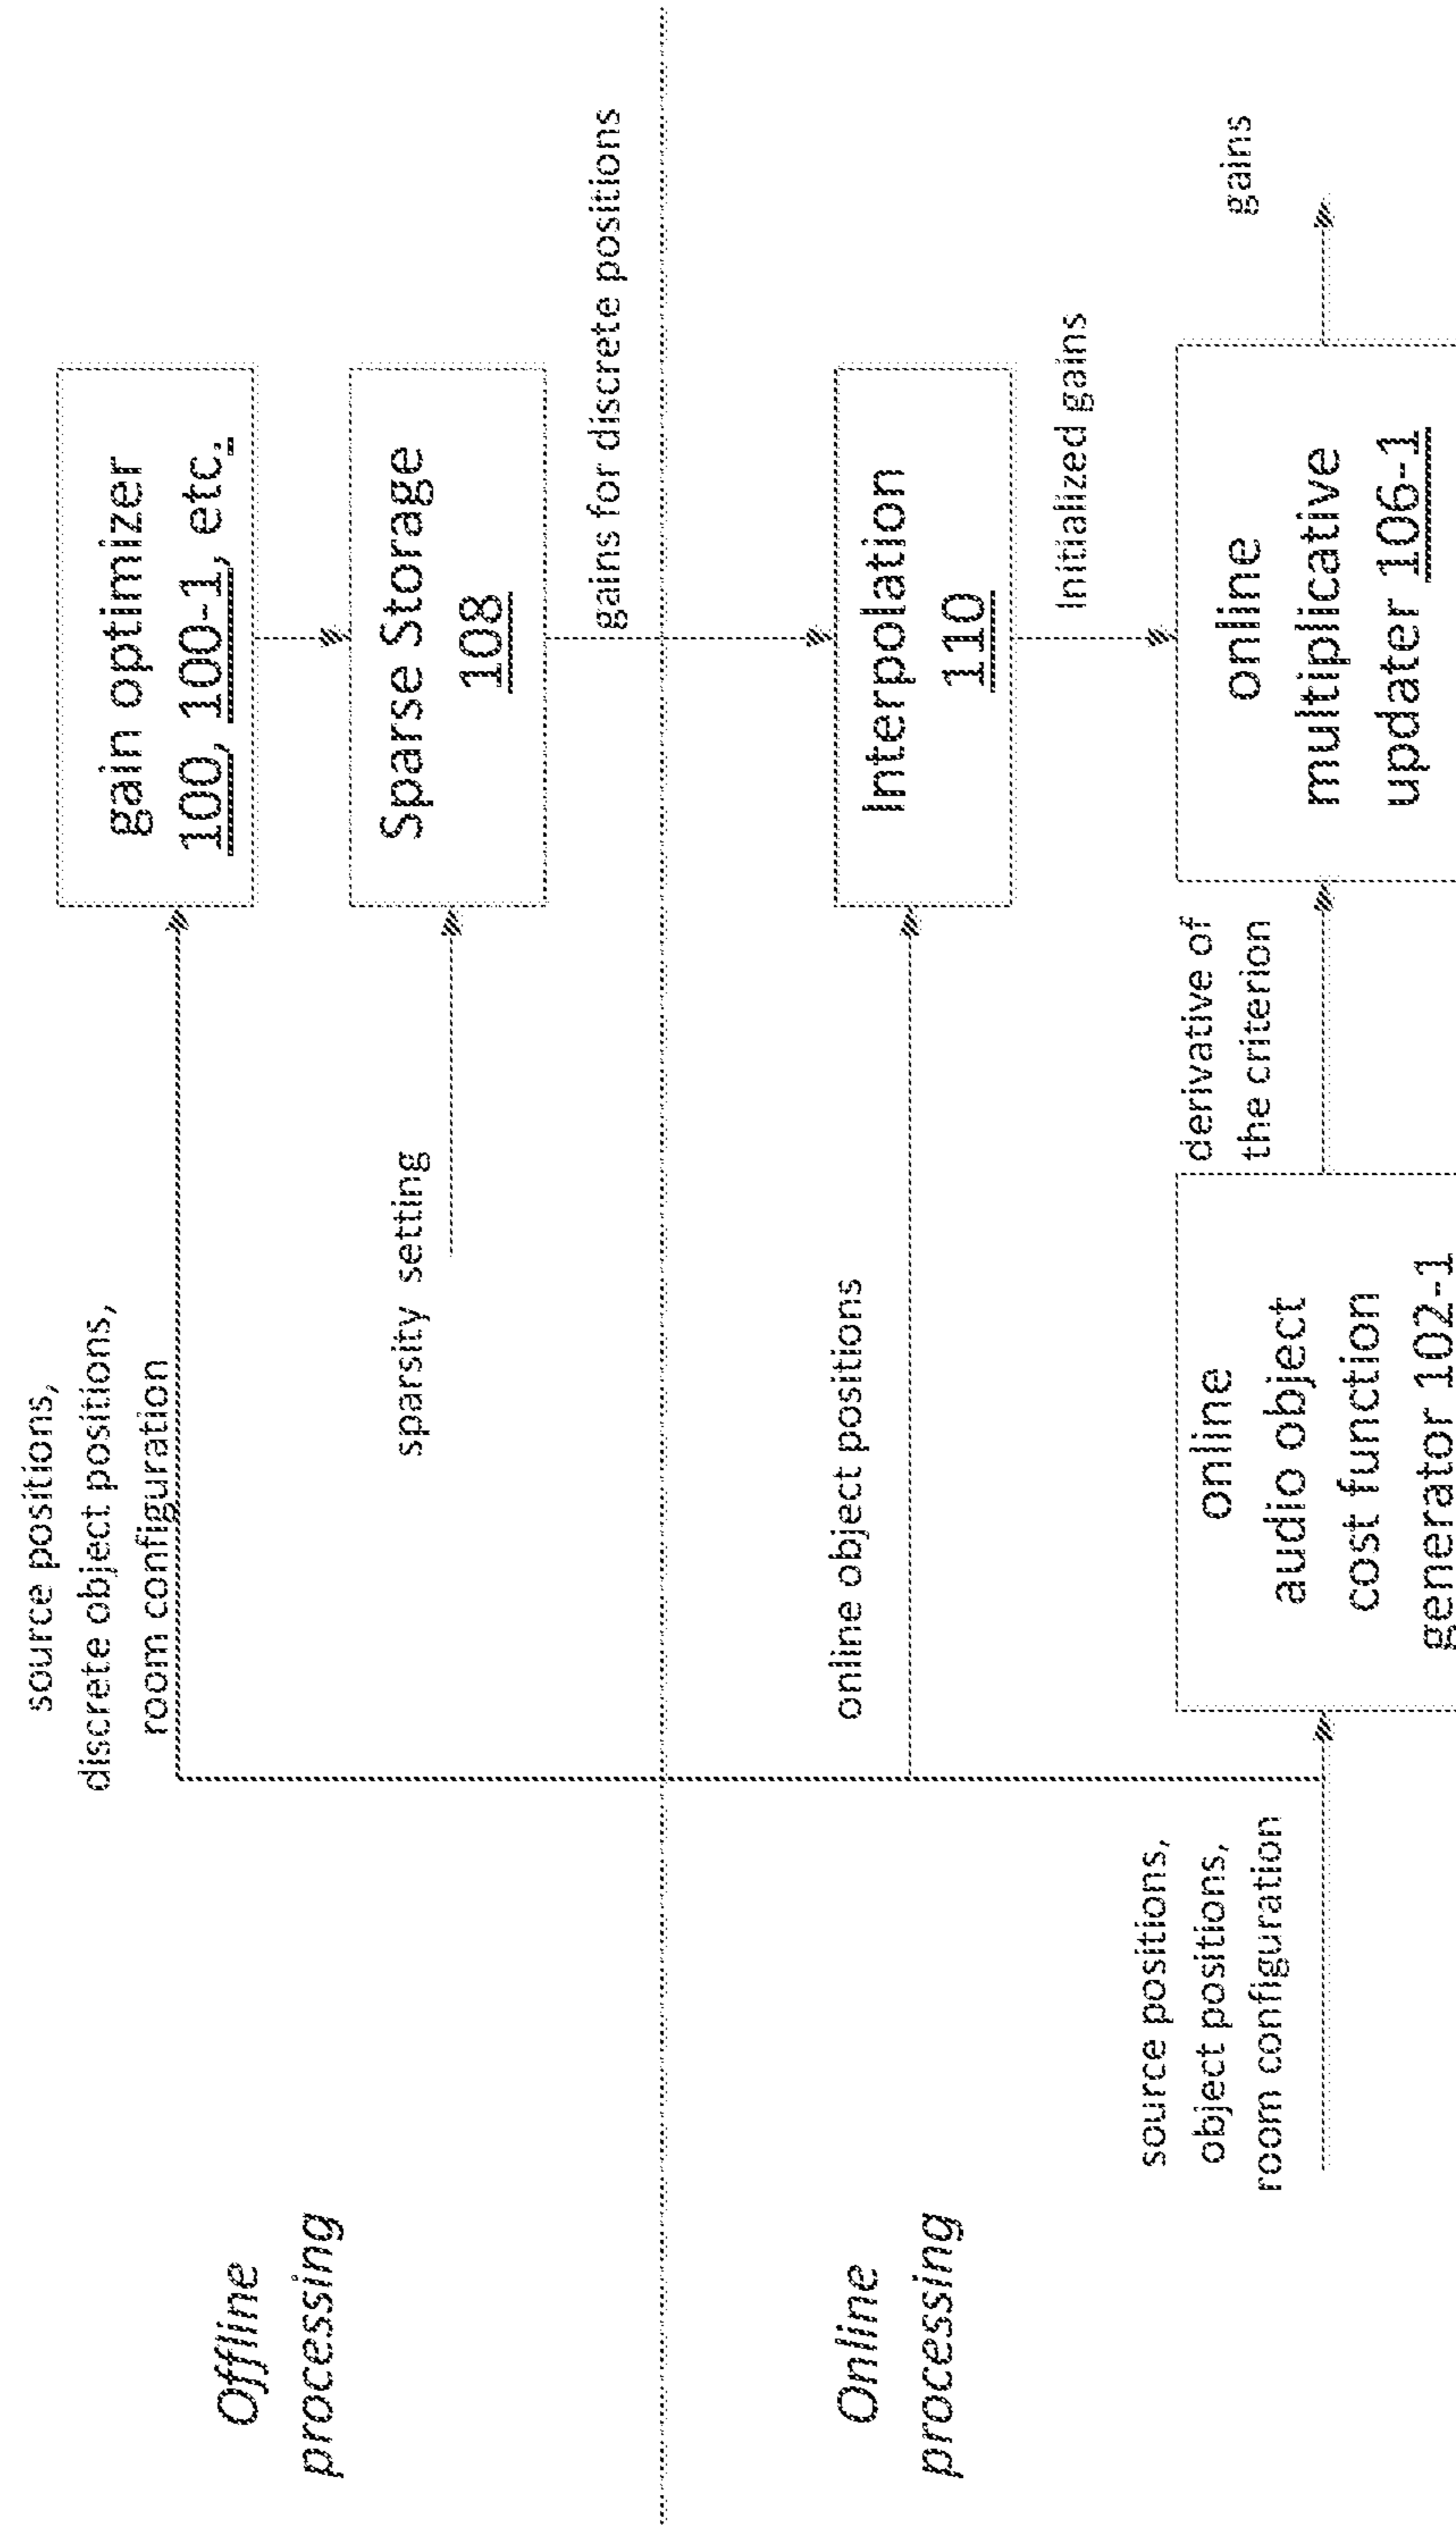 Offline
processing
source positions,
discrete object positions,
room configuration
gain optimizer
100, 100-1, etc.
sparsity setting
Sparse Storage
108
gains for discrete positions
Online
processing
online object positions
Interpolation
110
Initialized gains
source positions,
object positions,
room configuration
online
audio object
cost function
generator 102-1
derivative of
the criterion
online
multiplicative
updater 106-1
gains